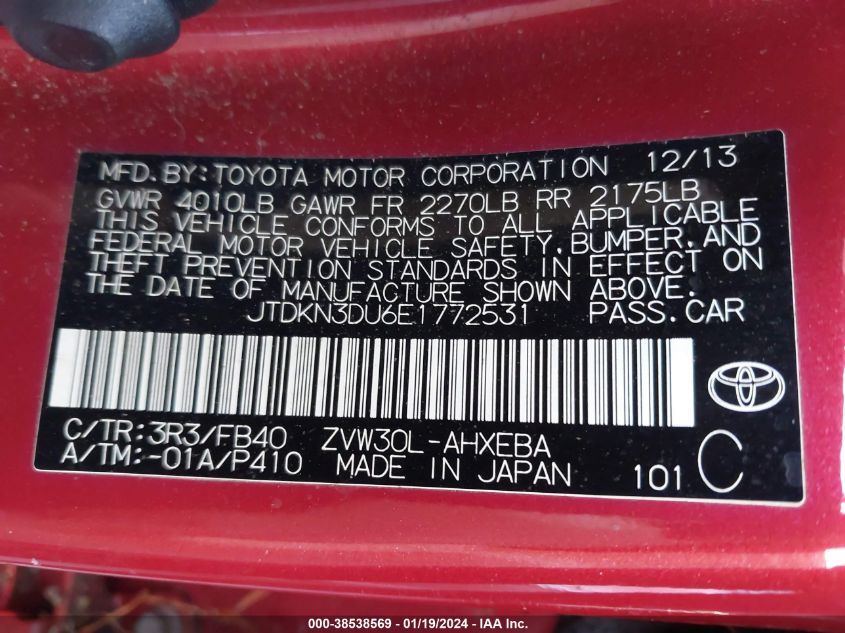 MFD.BY:TOYOTA MOTOR CORPORATION 12/13
GVWR 4010LB GAWR FR 2270LB RR 2175LB
THIS VEHICLE CONFORMS TO ALL APPLICABLE
FEDERAL MOTOR VEHICLE SAFETY,BUMPER,AND
THEFT PREVENTION STANDARDS IN EFFECT ON
THE DATE OF MANUFACTURE SHOWN ABOVE.
JTDKN3DU6E1772531 PASS.CAR
C/TR:3R3/FB40 ZVW30L-AHXEBA
A/TM:-01A/P410 MADE IN JAPAN 101 C
000-38538569 - 01/19/2024 - © IAA Inc.